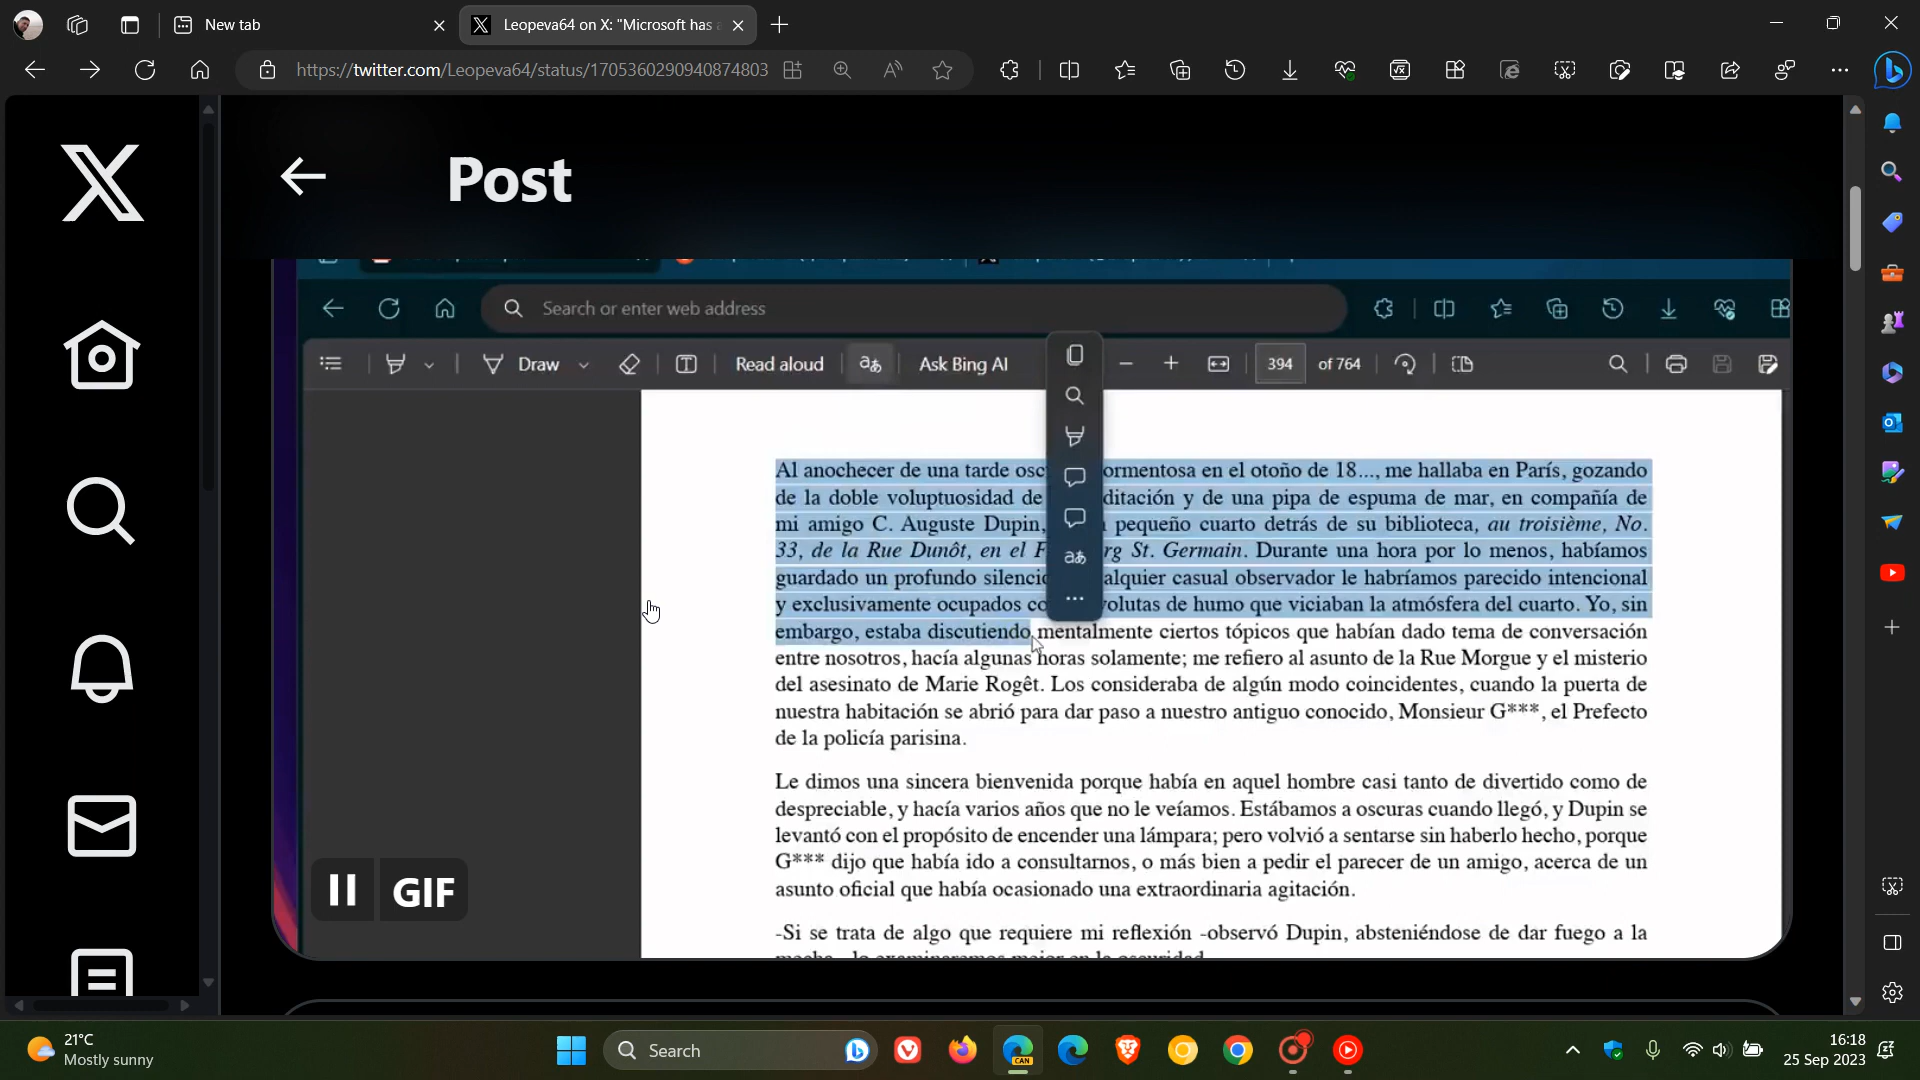 New tab
Leopeva64 on X: "Microsoft has a
https://twitter.com/Leopeva64/status/1705360290940874803
Post
Search or enter web address
Draw
Read aloud
aあ
Ask Bing AI
394
of 764
Al anochecer de una tarde osc ormentosa en el otoño de 18..., me hallaba en París, gozando
de la doble voluptuosidad de ditación y de una pipa de espuma de mar, en compañía de
mi amigo C. Auguste Dupin, pequeño cuarto detrás de su biblioteca, au troisième, No.
33, de la Rue Dunôt, en el F rg St. Germain. Durante una hora por lo menos, habíamos
guardado un profundo silencio alquier casual observador le habríamos parecido intencional
y exclusivamente ocupados co volutas de humo que viciaban la atmósfera del cuarto. Yo, sin
embargo, estaba discutiendo mentalmente ciertos tópicos que habían dado tema de conversación
entre nosotros, hacía algunas horas solamente; me refiero al asunto de la Rue Morgue y el misterio
del asesinato de Marie Rogêt. Los consideraba de algún modo coincidentes, cuando la puerta de
nuestra habitación se abrió para dar paso a nuestro antiguo conocido, Monsieur G***, el Prefecto
de la policía parisina.
Le dimos una sincera bienvenida porque había en aquel hombre casi tanto de divertido como de
despreciable, y hacía varios años que no le veíamos. Estábamos a oscuras cuando llegó, y Dupin se
levantó con el propósito de encender una lámpara; pero volvió a sentarse sin haberlo hecho, porque
G*** dijo que había ido a consultarnos, o más bien a pedir el parecer de un amigo, acerca de un
asunto oficial que había ocasionado una extraordinaria agitación.
-Si se trata de algo que requiere mi reflexión -observó Dupin, absteniéndose de dar fuego a la
aあ
GIF
21°C
Mostly sunny
Search
CAN
16:18
25 Sep 2023